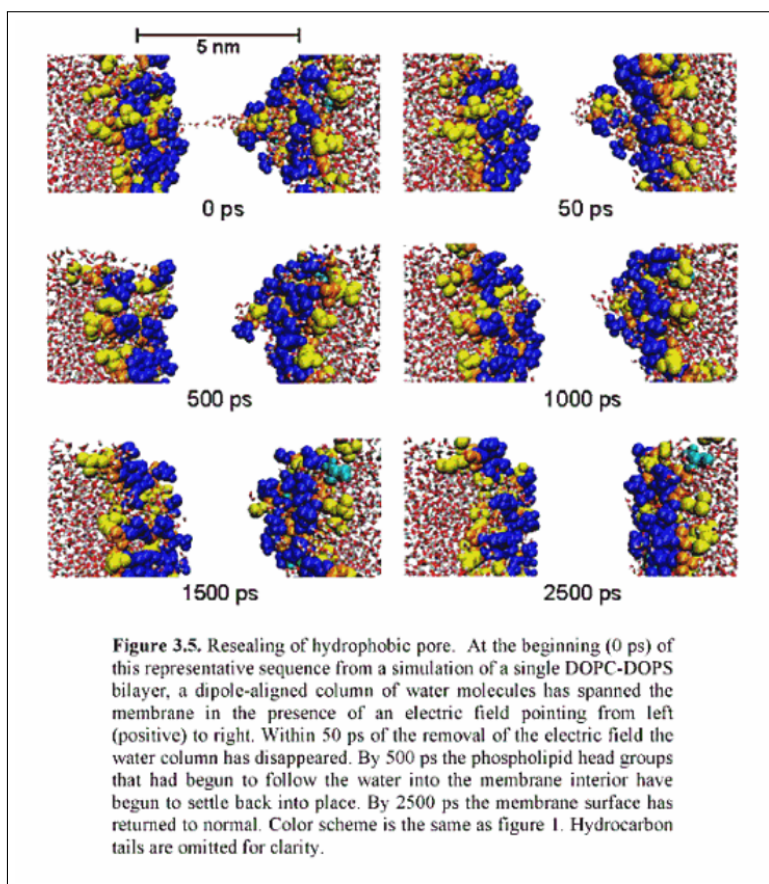 5 nm
0 ps
50 ps
500 ps
1000 ps
1500 ps
2500 ps
Figure 3.5. Resealing of hydrophobic pore. At the beginning (0 ps) of
this representative sequence from a simulation of a single DOPC-DOPS
bilayer, a dipole-aligned column of water molecules has spanned the
membrane in the presence of an electric field pointing from left
(positive) to right. Within 50 ps of the removal of the electric field the
water column has disappeared. By 500 ps the phospholipid head groups
that had begun to follow the water into the membrane interior have
begun to settle back into place. By 2500 ps the membrane surface has
returned to normal. Color scheme is the same as figure 1. Hydrocarbon
tails are omitted for clarity.